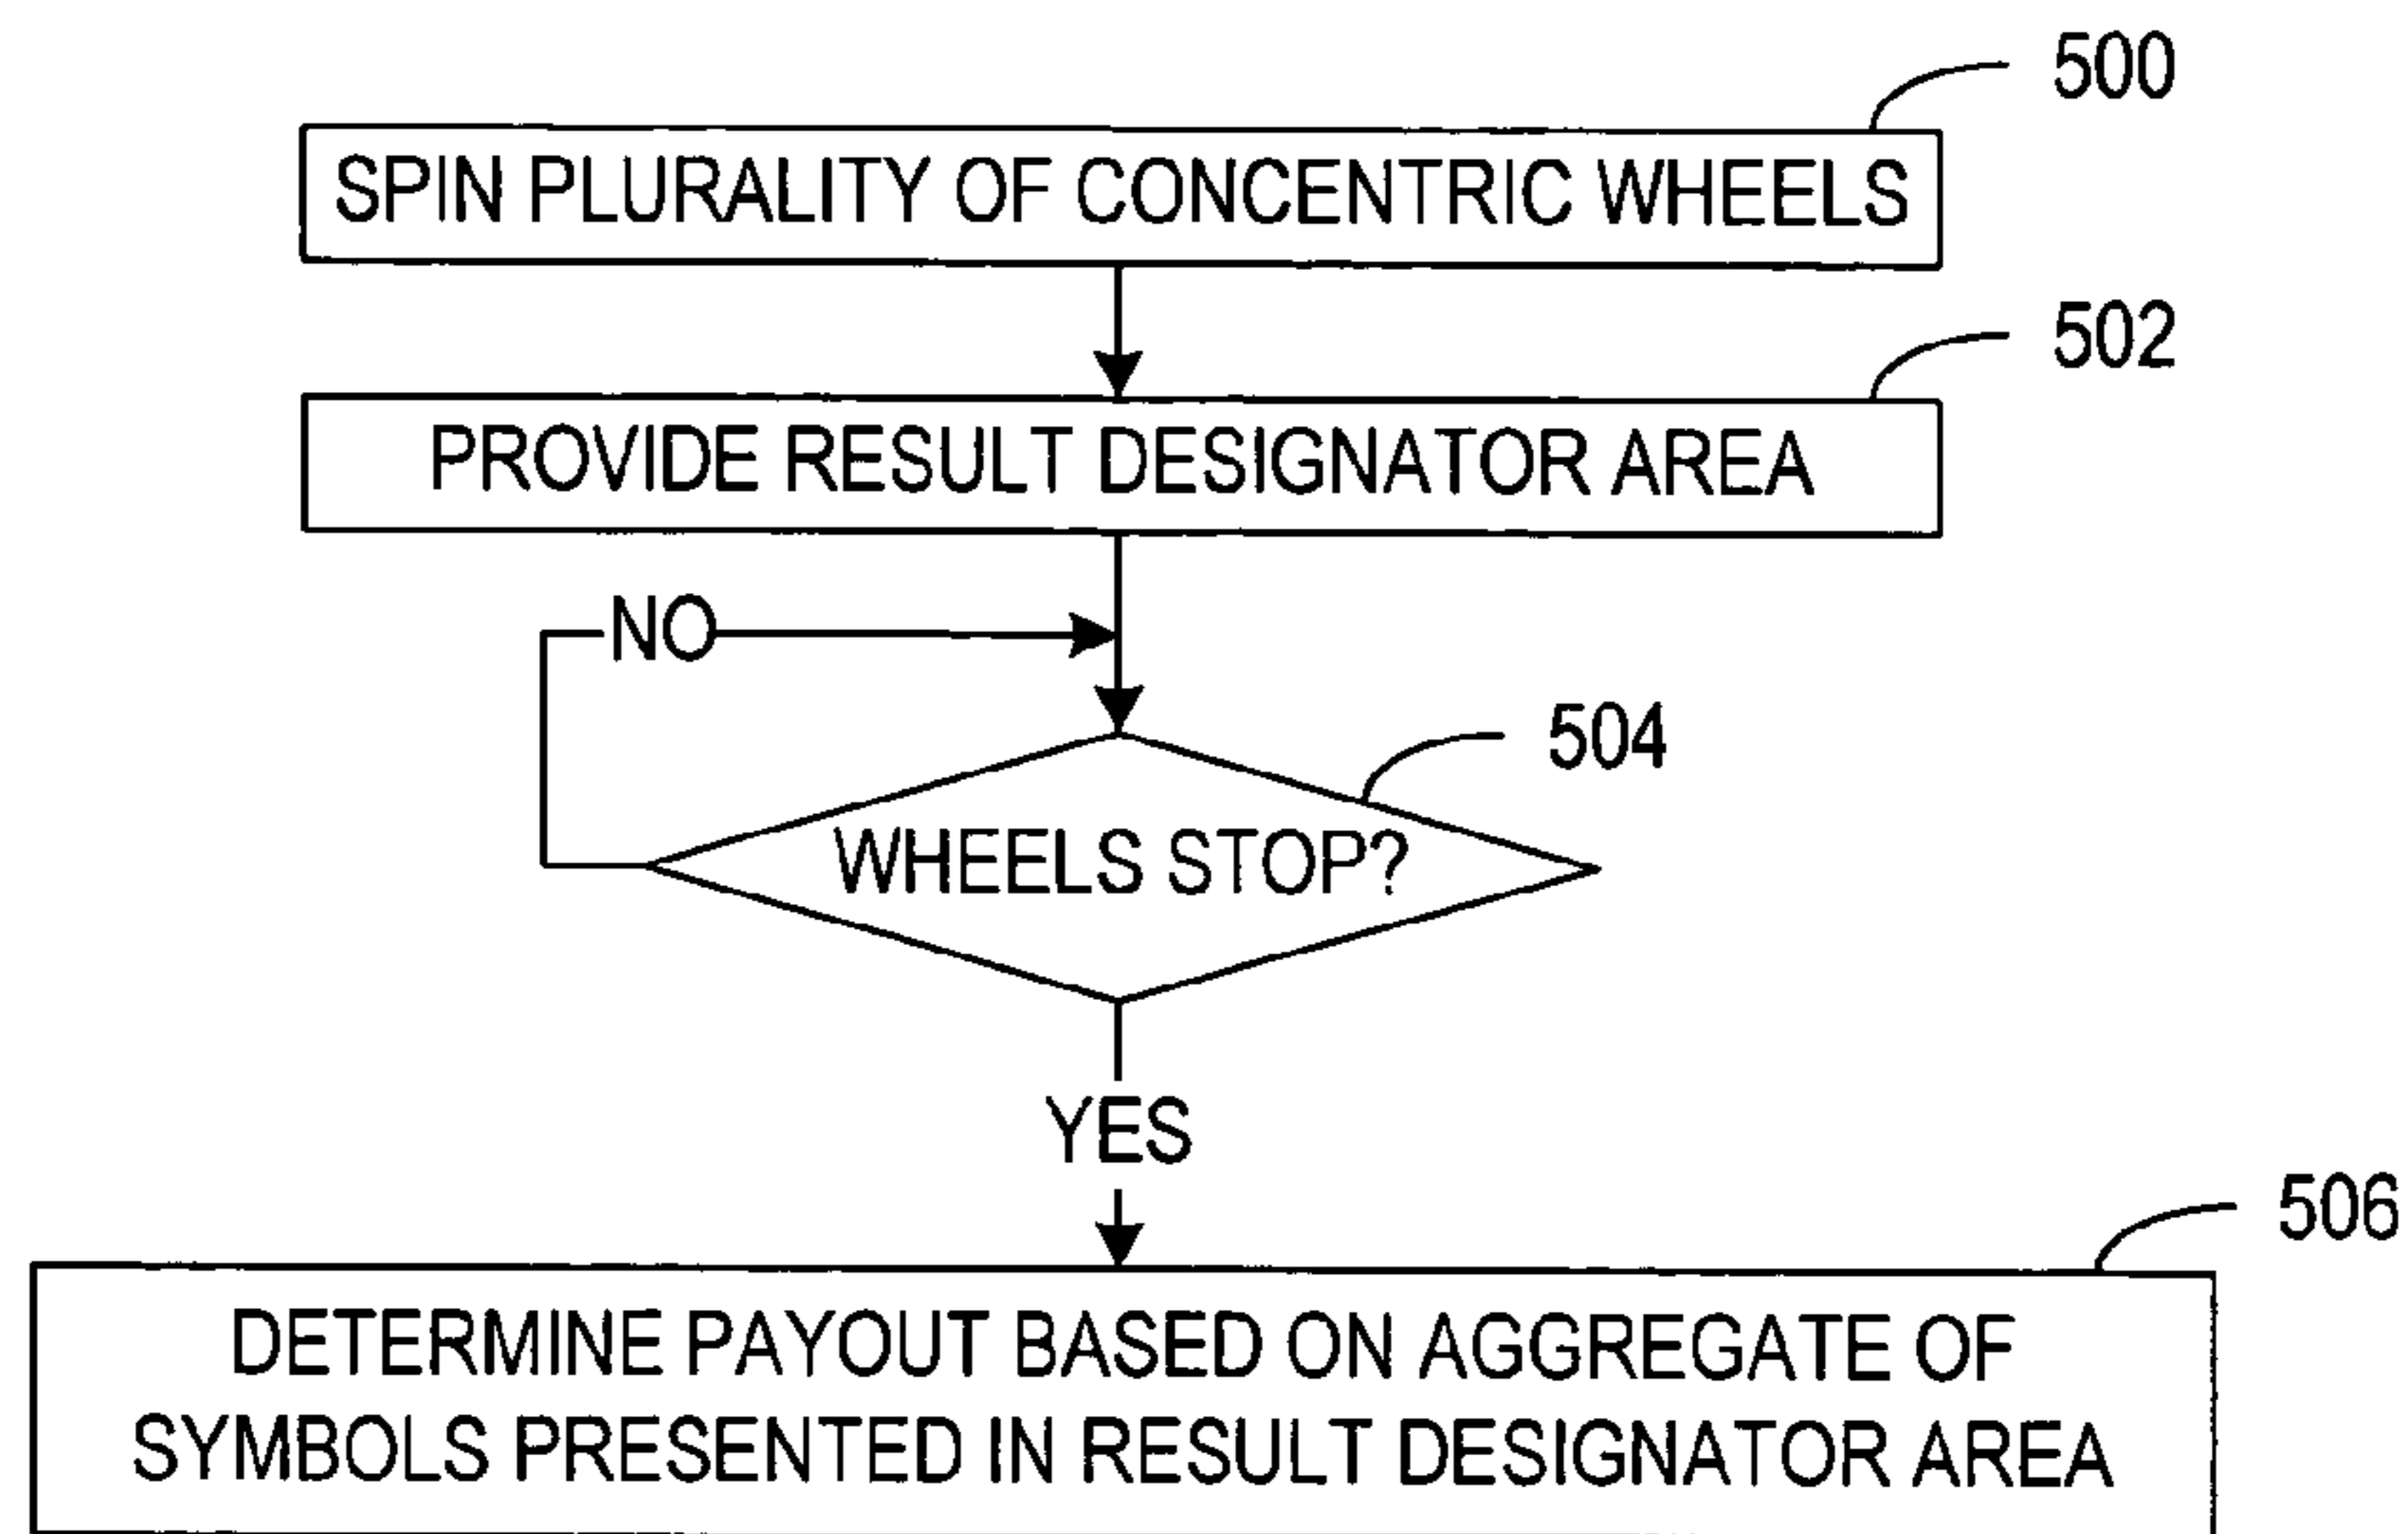 500
SPIN PLURALITY OF CONCENTRIC WHEELS
502
PROVIDE RESULT DESIGNATOR AREA
NO
504
WHEELS STOP?
YES
506
DETERMINE PAYOUT BASED ON AGGREGATE OF
SYMBOLS PRESENTED IN RESULT DESIGNATOR AREA